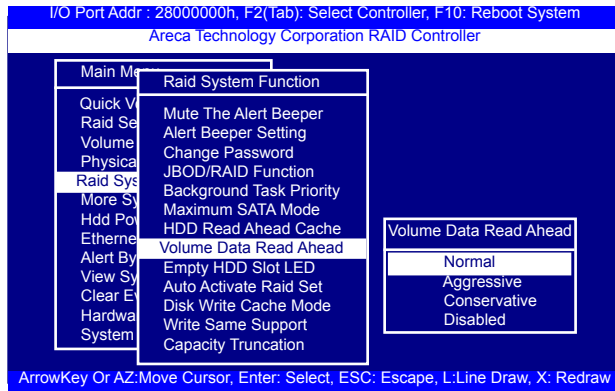 I/O Port Addr : 28000000h, F2(Tab): Select Controller, F10: Reboot System
Areca Technology Corporation RAID Controller
Main
Quick
Raid
Volume
Physica
Raid Sys
More Sy
Hdd Po
Etherne
Alert By
View Sy
Clear
Hardwa
System
Raid System Function
Mute The Alert Beeper
Alert Beeper Setting
Change Password
JBOD/RAID Function
Background Task Priority
Maximum SATA Mode
HDD Read Ahead Cache
Volume Data Read Ahead
Empty HDD Slot LED
Auto Activate Raid Set
Disk Write Cache Mode
Write Same Support
Capacity Truncation
Volume Data Read Ahead
Normal
Aggressive
Conservative
Disabled
ArrowKey Or AZ:Move Cursor, Enter: Select, ESC: Escape, L:Line Draw, X: Redraw